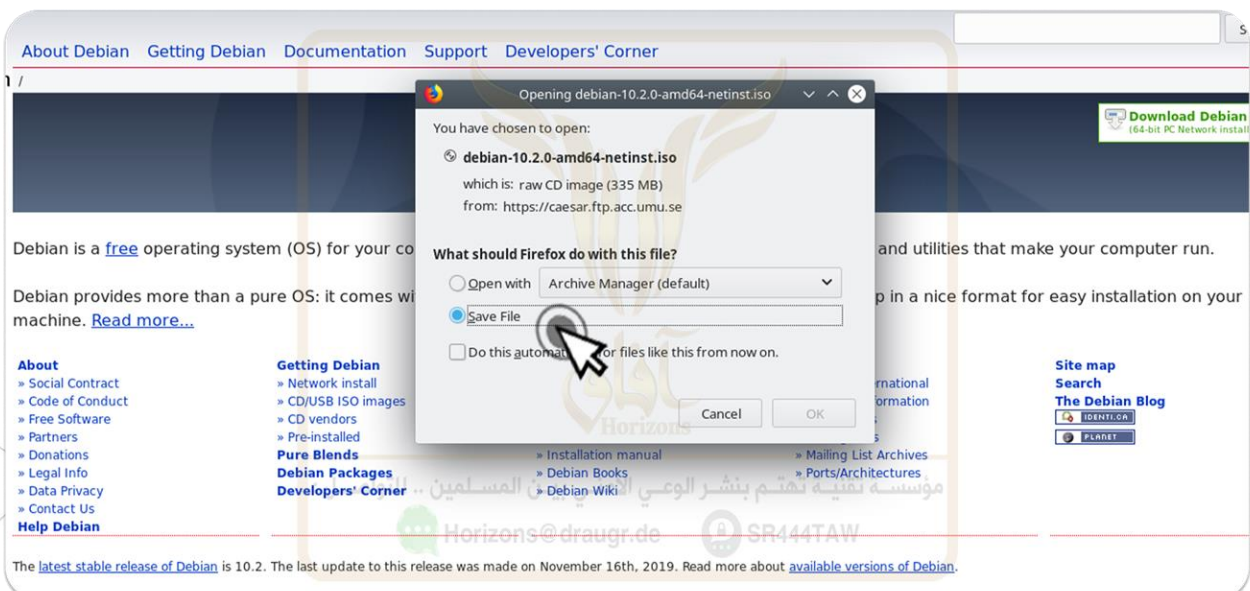 About Debian Getting Debian Documentation Support Developers' Corner
/
Opening debian-10.2.0-amd64-netinst.iso
You have chosen to open:
debian-10.2.0-amd64-netinst.iso
which is: raw CD image (335 MB)
from: https://caesar.ftp.acc.umu.se
What should Firefox do with this file?
Open with Archive Manager (default)
Save File
Do this for files like this from now on.
Cancel OK
Download Debian
(64-bit PC Network install
Debian is a free operating system (OS) for your and utilities that make your computer run.
Debian provides more than a pure OS: it comes in a nice format for easy installation on your
machine. Read more...
About
» Social Contract
» Code of Conduct
» Free Software
» Partners
» Donations
» Legal Info
» Data Privacy
» Contact Us
Help Debian
Getting Debian
» Network install
» CD/USB ISO images
» CD vendors
» Pre-installed
Pure Blends
Debian Packages
Developers' Corner
» Installation manual
» Debian Books
» Debian Wiki
» Mailing List Archives
» Ports/Architectures
Site map
Search
The Debian Blog
IDENTI.CA
PLANET
آفاق
Horizons
مؤسسة تقنية تهتم بنشر الوعي الأمني بين المسلمين .. للتواصل
Horizons@draugr.de SR444TAW
The latest stable release of Debian is 10.2. The last update to this release was made on November 16th, 2019. Read more about available versions of Debian.